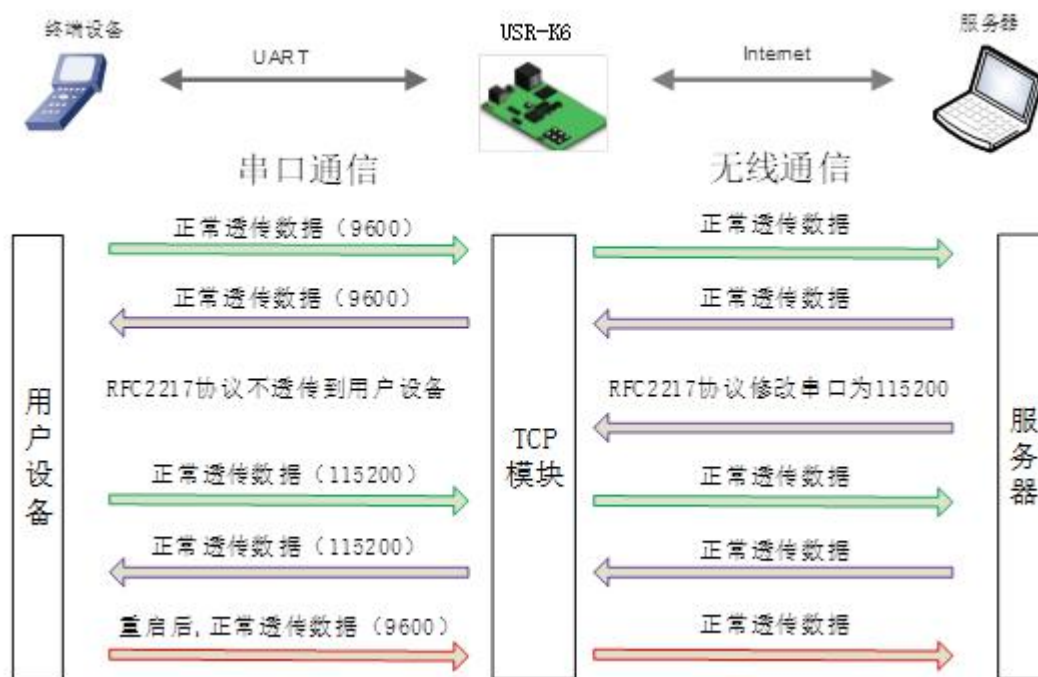 终端设备
USR-K6
服务器
UART
Internet
串口通信
无线通信
正常透传数据（9600）
正常透传数据
正常透传数据（9600）
正常透传数据
RFC2217协议不透传到用户设备
RFC2217协议修改串口为115200
用户设备
TCP
模块
服务器
正常透传数据（115200）
正常透传数据
正常透传数据（115200）
正常透传数据
重启后,正常透传数据（9600）
正常透传数据